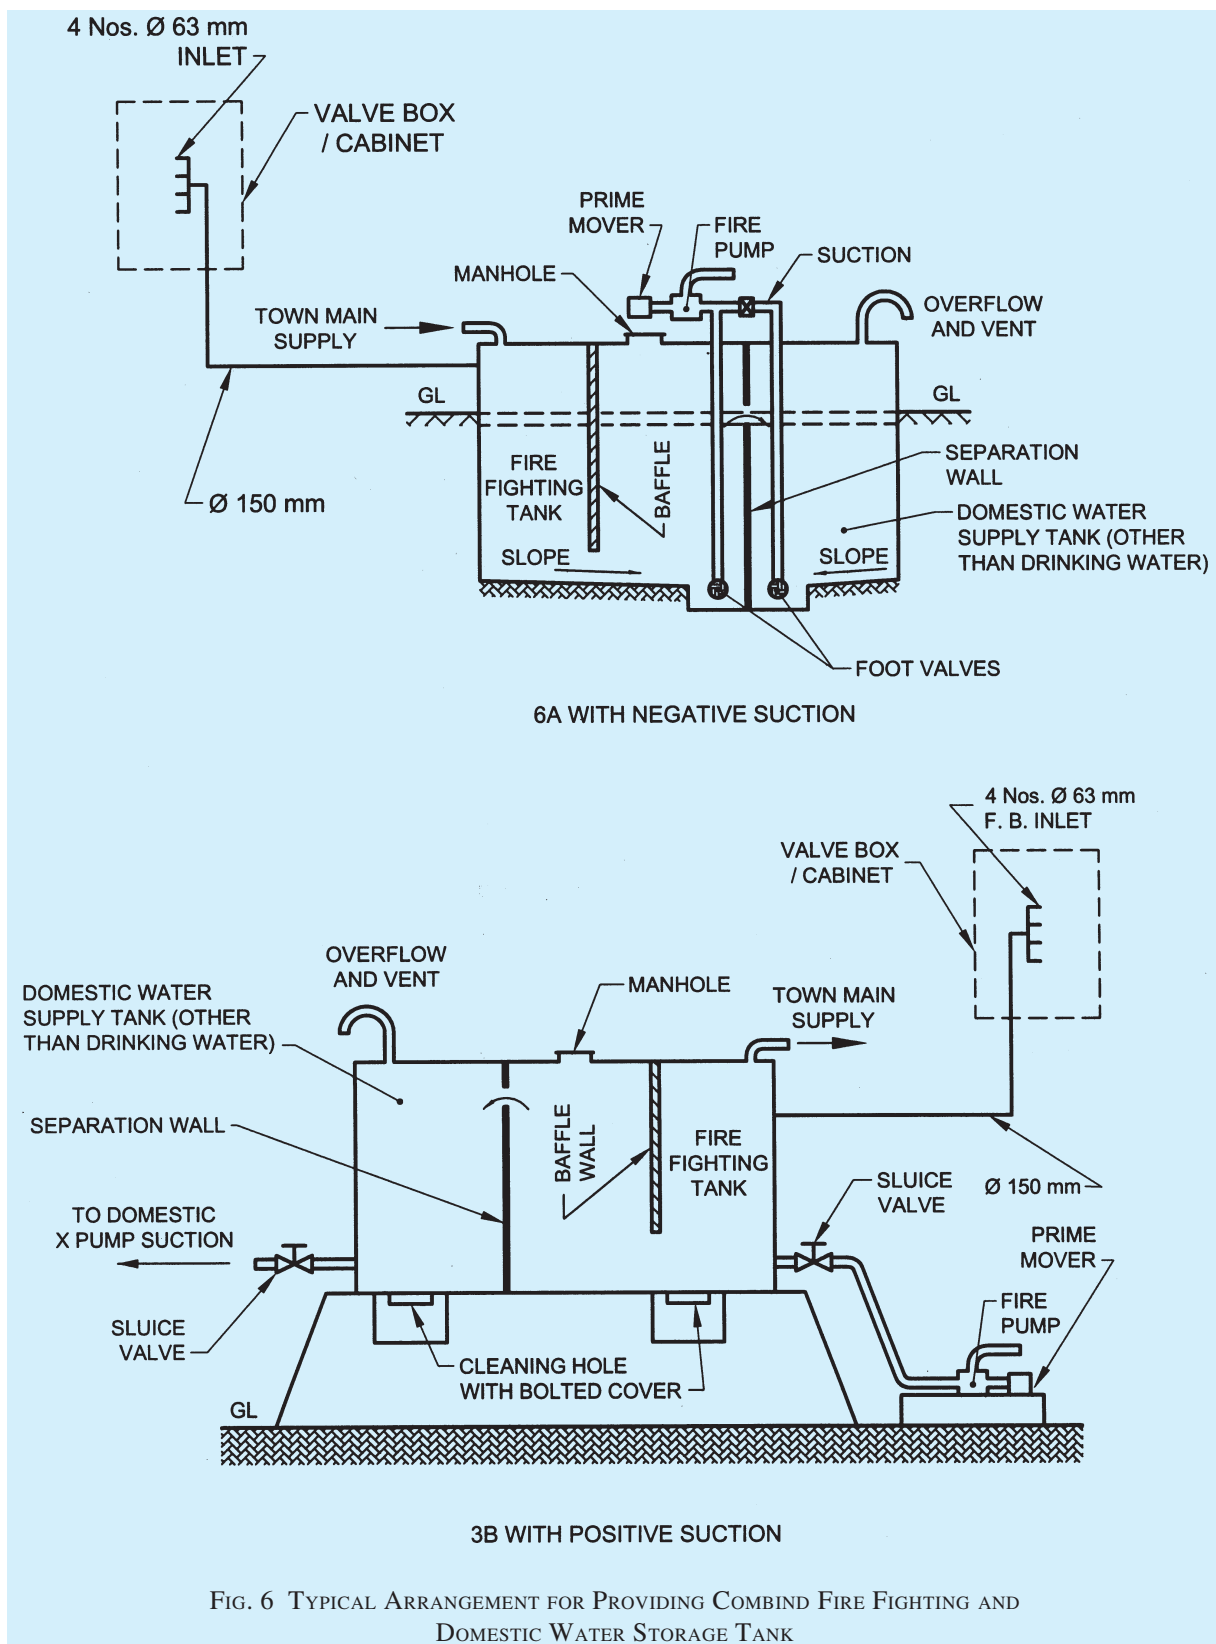 4 Nos. Ø 63 mm
INLET
VALVE BOX
/ CABINET
PRIME
MOVER
FIRE
PUMP
SUCTION
MANHOLE
OVERFLOW
AND VENT
TOWN MAIN
SUPPLY
GL
GL
SEPARATION
WALL
FIRE
FIGHTING
TANK
BAFFLE
Ø 150 mm
DOMESTIC WATER
SUPPLY TANK (OTHER
THAN DRINKING WATER)
SLOPE
SLOPE
FOOT VALVES
6A WITH NEGATIVE SUCTION
4 Nos. Ø 63 mm
F. B. INLET
VALVE BOX
/ CABINET
OVERFLOW
AND VENT
MANHOLE
TOWN MAIN
SUPPLY
DOMESTIC WATER
SUPPLY TANK (OTHER
THAN DRINKING WATER)
SEPARATION WALL
BAFFLE
WALL
FIRE
FIGHTING
TANK
SLUICE
VALVE
Ø 150 mm
TO DOMESTIC
X PUMP SUCTION
PRIME
MOVER
FIRE
PUMP
SLUICE
VALVE
CLEANING HOLE
WITH BOLTED COVER
GL
3B WITH POSITIVE SUCTION
FIG. 6 TYPICAL ARRANGEMENT FOR PROVIDING COMBIND FIRE FIGHTING AND
DOMESTIC WATER STORAGE TANK